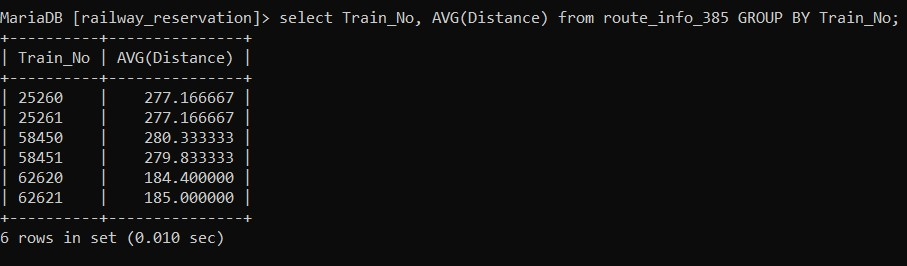 MariaDB [railway_reservation]> select Train_No, AVG(Distance) from route_info_385 GROUP BY Train_No;
+----------+---------------+
| Train_No | AVG(Distance) |
+----------+---------------+
| 25260    |    277.166667 |
| 25261    |    277.166667 |
| 58450    |    280.333333 |
| 58451    |    279.833333 |
| 62620    |    184.400000 |
| 62621    |    185.000000 |
+----------+---------------+
6 rows in set (0.010 sec)